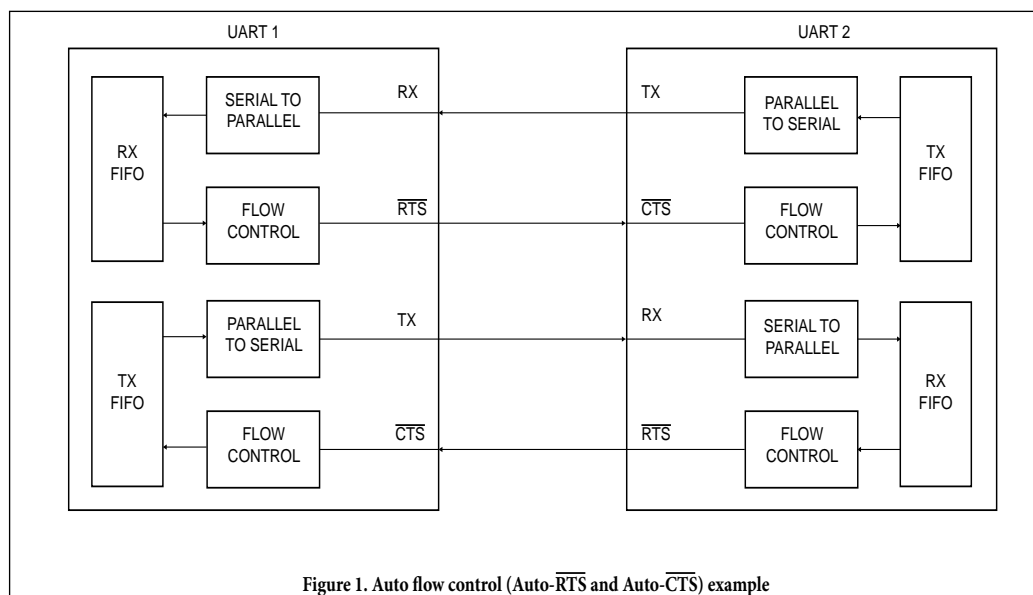 UART 1
UART 2
RX
FIFO
SERIAL TO
PARALLEL
RX
TX
PARALLEL
TO SERIAL
TX
FIFO
FLOW
CONTROL
RTS
CTS
FLOW
CONTROL
TX
FIFO
PARALLEL
TO SERIAL
TX
RX
SERIAL TO
PARALLEL
RX
FIFO
FLOW
CONTROL
CTS
RTS
FLOW
CONTROL
Figure 1. Auto flow control (Auto-RTS and Auto-CTS) example